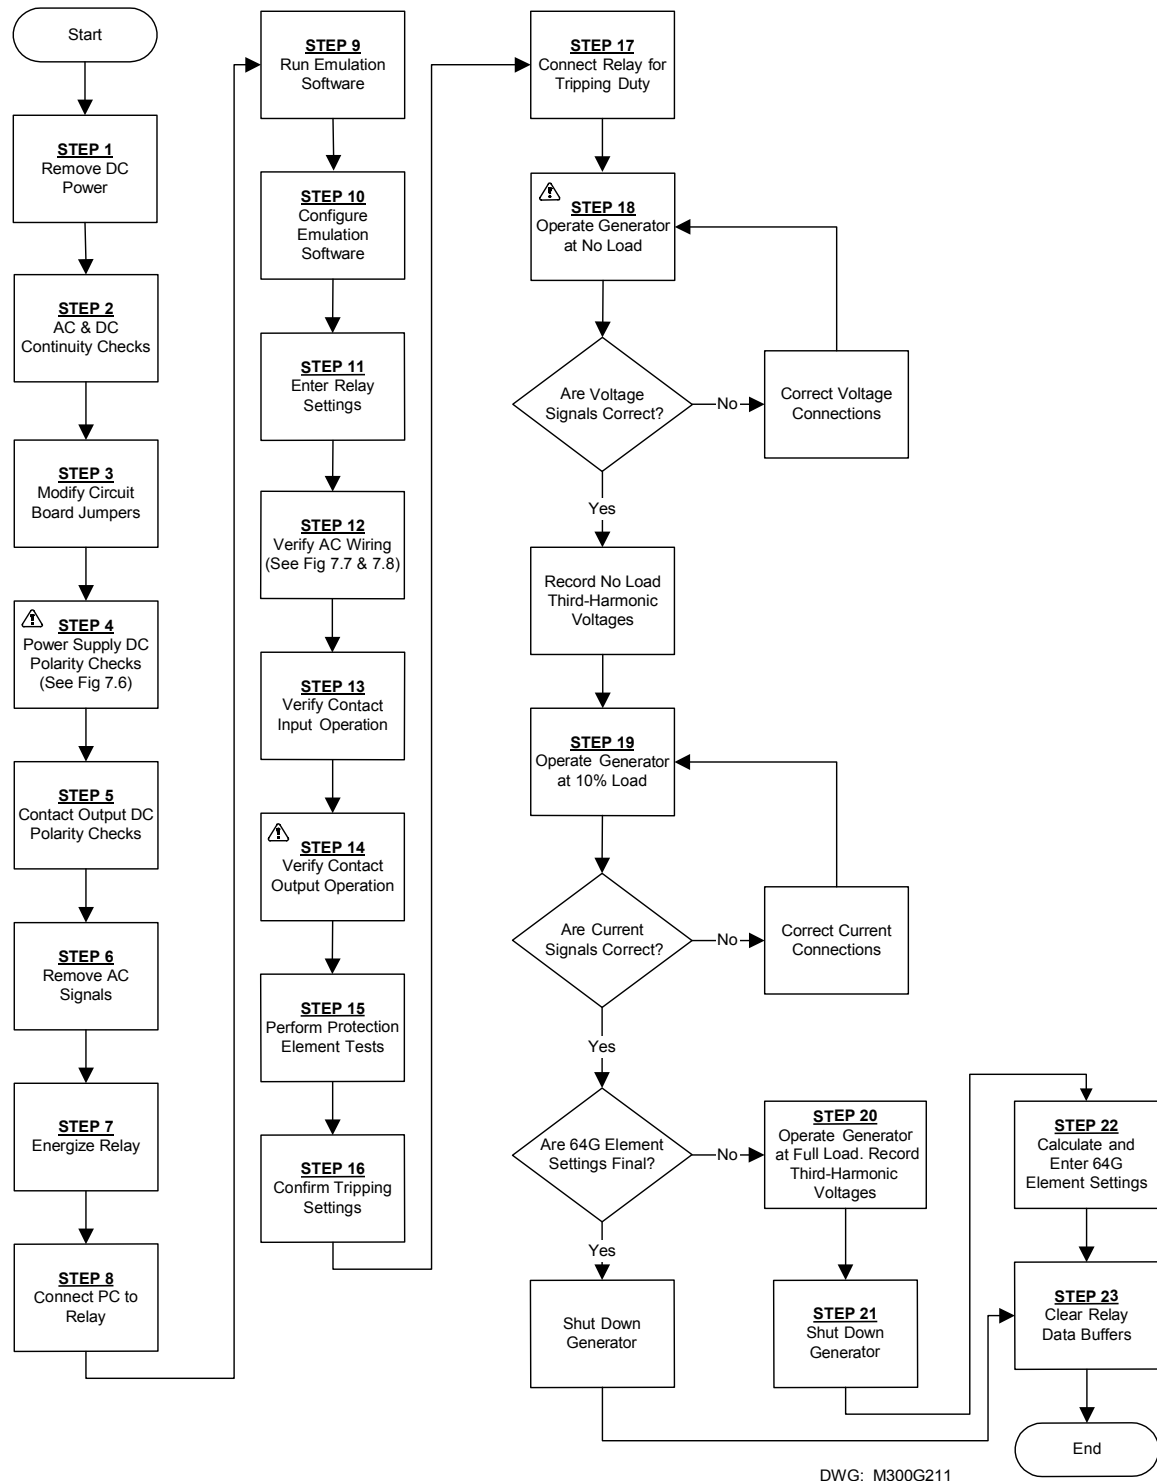 Start
STEP 1
Remove DC
Power
STEP 2
AC & DC
Continuity Checks
STEP 3
Modify Circuit
Board Jumpers
STEP 4
Power Supply DC
Polarity Checks
(See Fig 7.6)
STEP 5
Contact Output DC
Polarity Checks
STEP 6
Remove AC
Signals
STEP 7
Energize Relay
STEP 8
Connect PC to
Relay
STEP 9
Run Emulation
Software
STEP 10
Configure
Emulation
Software
STEP 11
Enter Relay
Settings
STEP 12
Verify AC Wiring
(See Fig 7.7 & 7.8)
STEP 13
Verify Contact
Input Operation
STEP 14
Verify Contact
Output Operation
STEP 15
Perform Protection
Element Tests
STEP 16
Confirm Tripping
Settings
STEP 17
Connect Relay for
Tripping Duty
STEP 18
Operate Generator
at No Load
Are Voltage
Signals Correct?
No
Correct Voltage
Connections
Yes
Record No Load
Third-Harmonic
Voltages
STEP 19
Operate Generator
at 10% Load
Are Current
Signals Correct?
No
Correct Current
Connections
Yes
Are 64G Element
Settings Final?
No
STEP 20
Operate Generator
at Full Load. Record
Third-Harmonic
Voltages
Yes
Shut Down
Generator
STEP 21
Shut Down
Generator
STEP 22
Calculate and
Enter 64G
Element Settings
STEP 23
Clear Relay
Data Buffers
End
DWG: M300G211